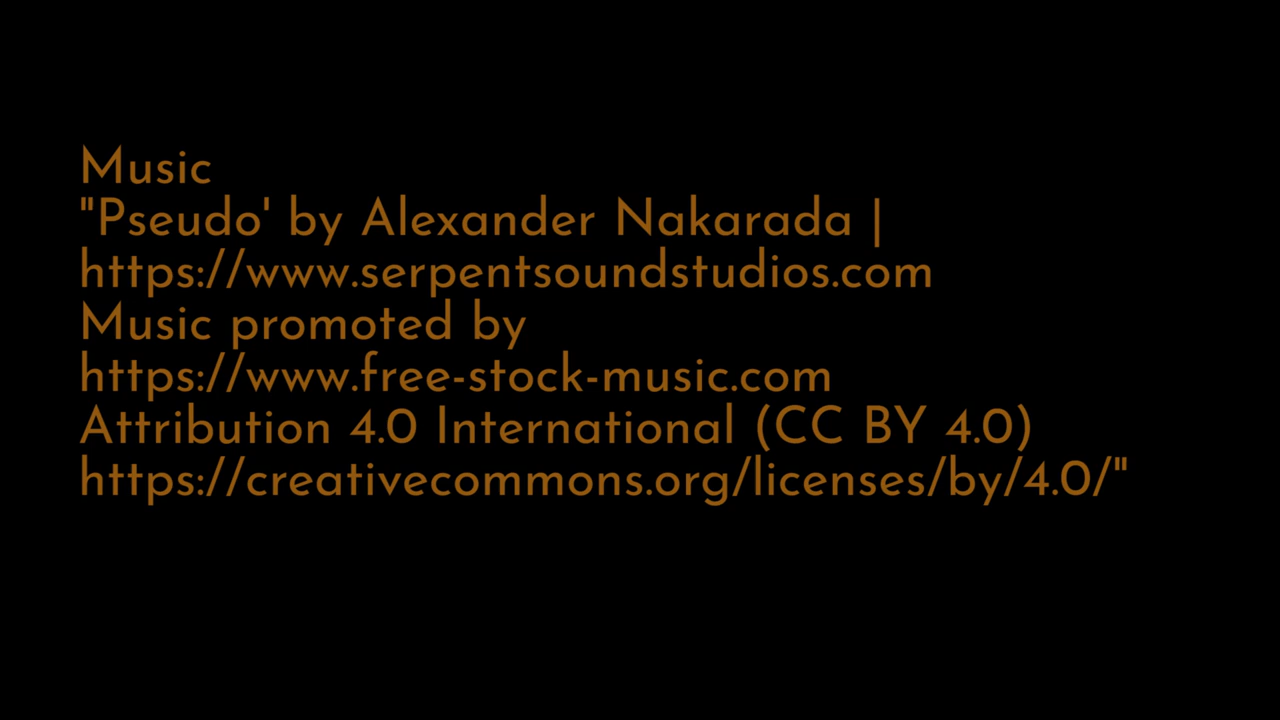 Music
"Pseudo' by Alexander Nakarada |
https://www.serpentsoundstudios.com
Music promoted by
https://www.free-stock-music.com
Attribution 4.0 International (CC BY 4.0)
https://creativecommons.org/licenses/by/4.0/"